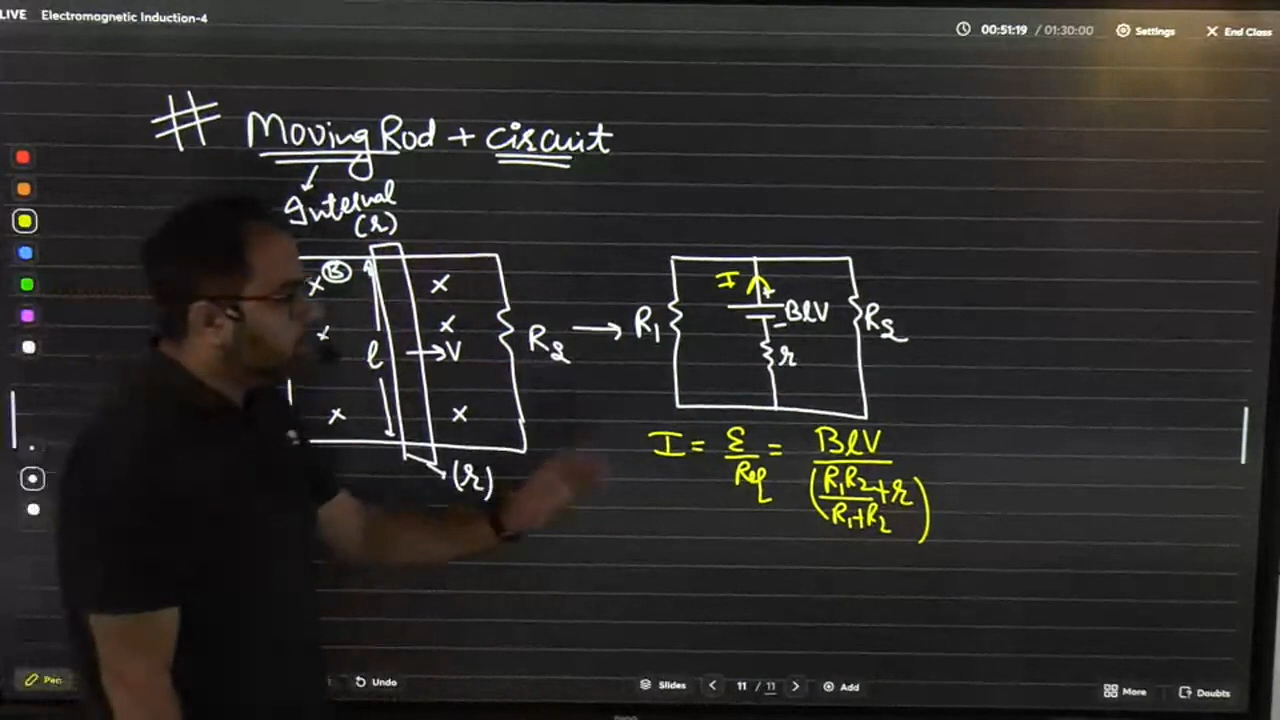 LIVE Electromagnetic Induction-4
00:51:19 / 01:30:00 Settings End Class
# Moving Rod + circuit
Internal
(r)
B
l
→V
R2
→
R1
I
+
-
BlV
r
R2
(r)
I = ε/Req = BlV/(R1R2/R1+R2 + r)
Pen
Undo
Slides < 11 / 11 > Add
More Doubts